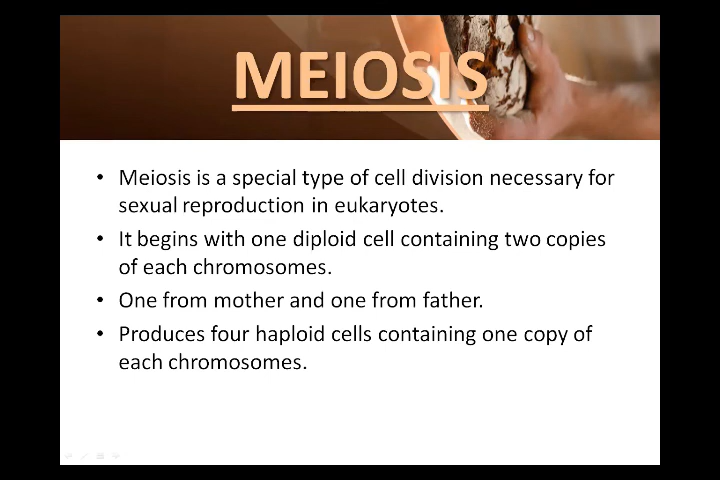 MEIOSIS
• Meiosis is a special type of cell division necessary for
sexual reproduction in eukaryotes.
• It begins with one diploid cell containing two copies
of each chromosomes.
• One from mother and one from father.
• Produces four haploid cells containing one copy of
each chromosomes.